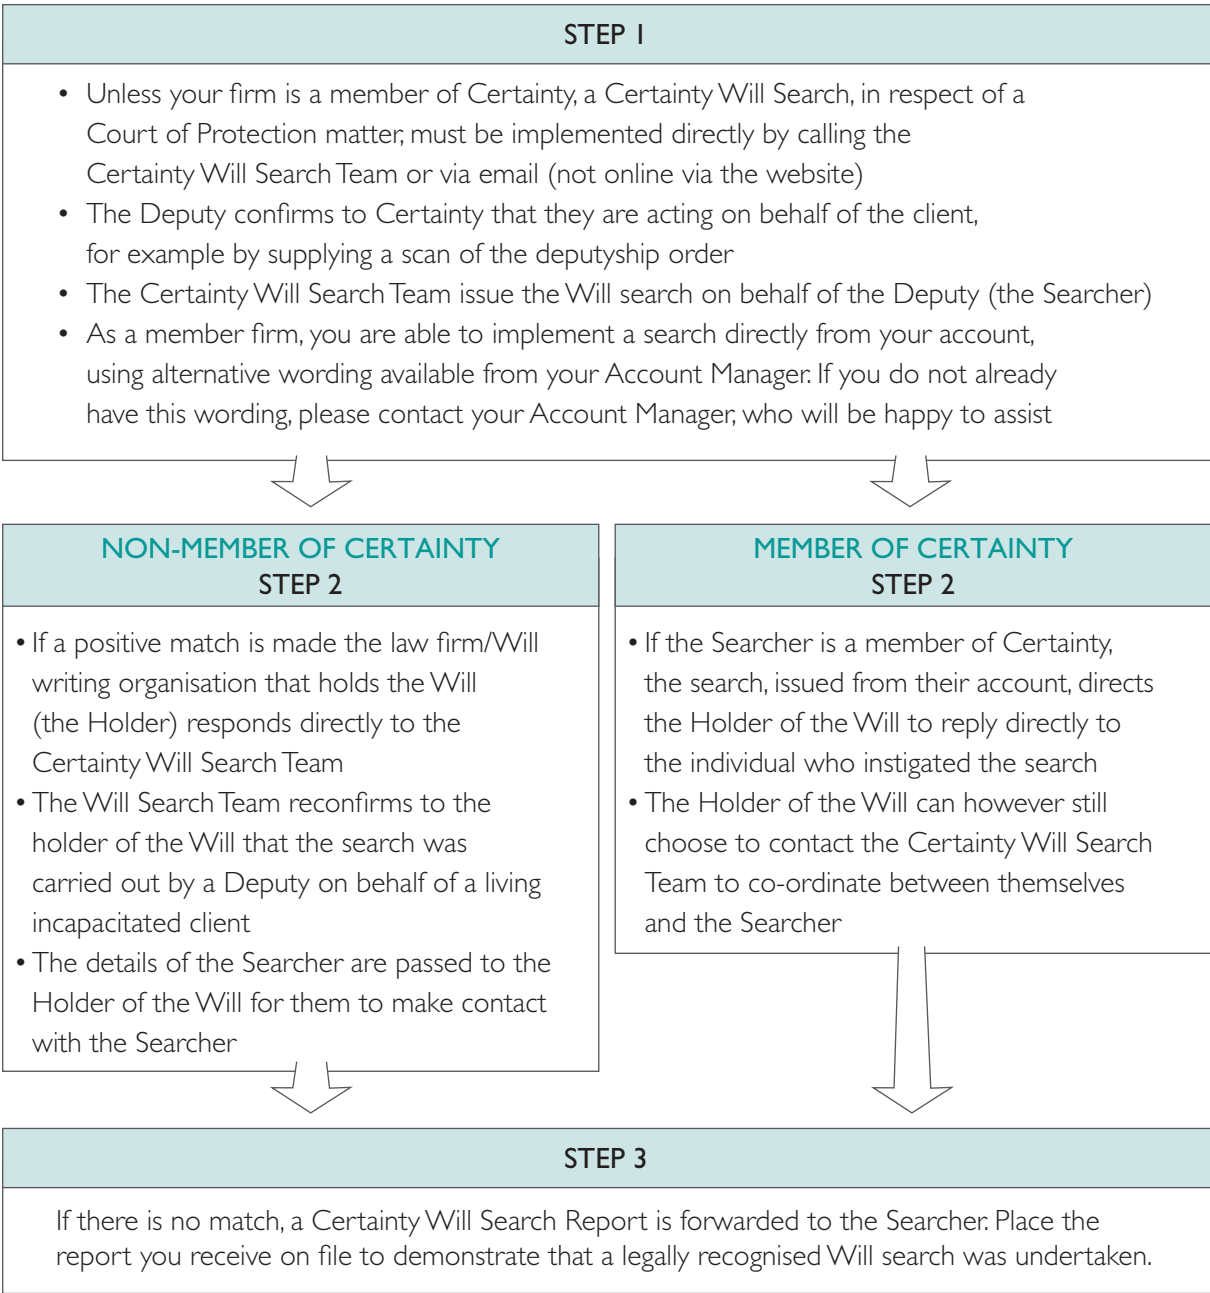 STEP 1
• Unless your firm is a member of Certainty, a Certainty Will Search, in respect of a
Court of Protection matter, must be implemented directly by calling the
Certainty Will Search Team or via email (not online via the website)
• The Deputy confirms to Certainty that they are acting on behalf of the client,
for example by supplying a scan of the deputyship order
• The Certainty Will Search Team issue the Will search on behalf of the Deputy (the Searcher)
• As a member firm, you are able to implement a search directly from your account,
using alternative wording available from your Account Manager. If you do not already
have this wording, please contact your Account Manager, who will be happy to assist
NON-MEMBER OF CERTAINTY
STEP 2
• If a positive match is made the law firm/Will
writing organisation that holds the Will
(the Holder) responds directly to the
Certainty Will Search Team
• The Will Search Team reconfirms to the
holder of the Will that the search was
carried out by a Deputy on behalf of a living
incapacitated client
• The details of the Searcher are passed to the
Holder of the Will for them to make contact
with the Searcher
MEMBER OF CERTAINTY
STEP 2
• If the Searcher is a member of Certainty,
the search, issued from their account, directs
the Holder of the Will to reply directly to
the individual who instigated the search
• The Holder of the Will can however still
choose to contact the Certainty Will Search
Team to co-ordinate between themselves
and the Searcher
STEP 3
If there is no match, a Certainty Will Search Report is forwarded to the Searcher. Place the
report you receive on file to demonstrate that a legally recognised Will search was undertaken.